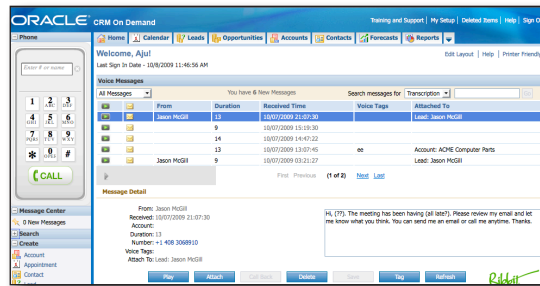 ORACLE® CRM On Demand
Training and Support | My Setup | Deleted Items | Help | Sign O
Phone
Home Calendar Leads Opportunities Accounts Contacts Forecasts Reports
Welcome, Aju!
Edit Layout | Help | Printer Friendly
Last Sign In Date - 10/8/2009 11:46:56 AM
Enter # or name
Voice Messages
All Messages You have 6 New Messages Search messages for Transcription Go
From Duration Received Time Voice Tags Attached To
Jason McGill 13 10/07/2009 21:07:30 Lead: Jason McGill
9 10/07/2009 15:19:30
14 10/07/2009 14:47:22
13 10/07/2009 13:07:45 ee Account: ACME Computer Parts
Jason McGill 9 10/07/2009 03:21:27 Lead: Jason McGill
1 2 ABC 3 DEF
4 GHI 5 JKL 6 MNO
7 PQRS 8 TUV 9 WXY
* 0 OPER #
CALL
First Previous (1 of 2) Next Last
Message Detail
From: Jason McGill
Received: 10/07/2009 21:07:30
Account:
Duration: 13
Number: +1 408 3068910
Voice Tags:
Attach To: Lead: Jason McGill
Hi, (??). The meeting has been having (all late?). Please review my email and let
me know what you think. You can send me an email or call me anytime. Thanks.
Message Center
0 New Messages
Search
Create
Account
Appointment
Contact
Lead
Play Attach Call Back Delete Save Tag Refresh
Ribbit